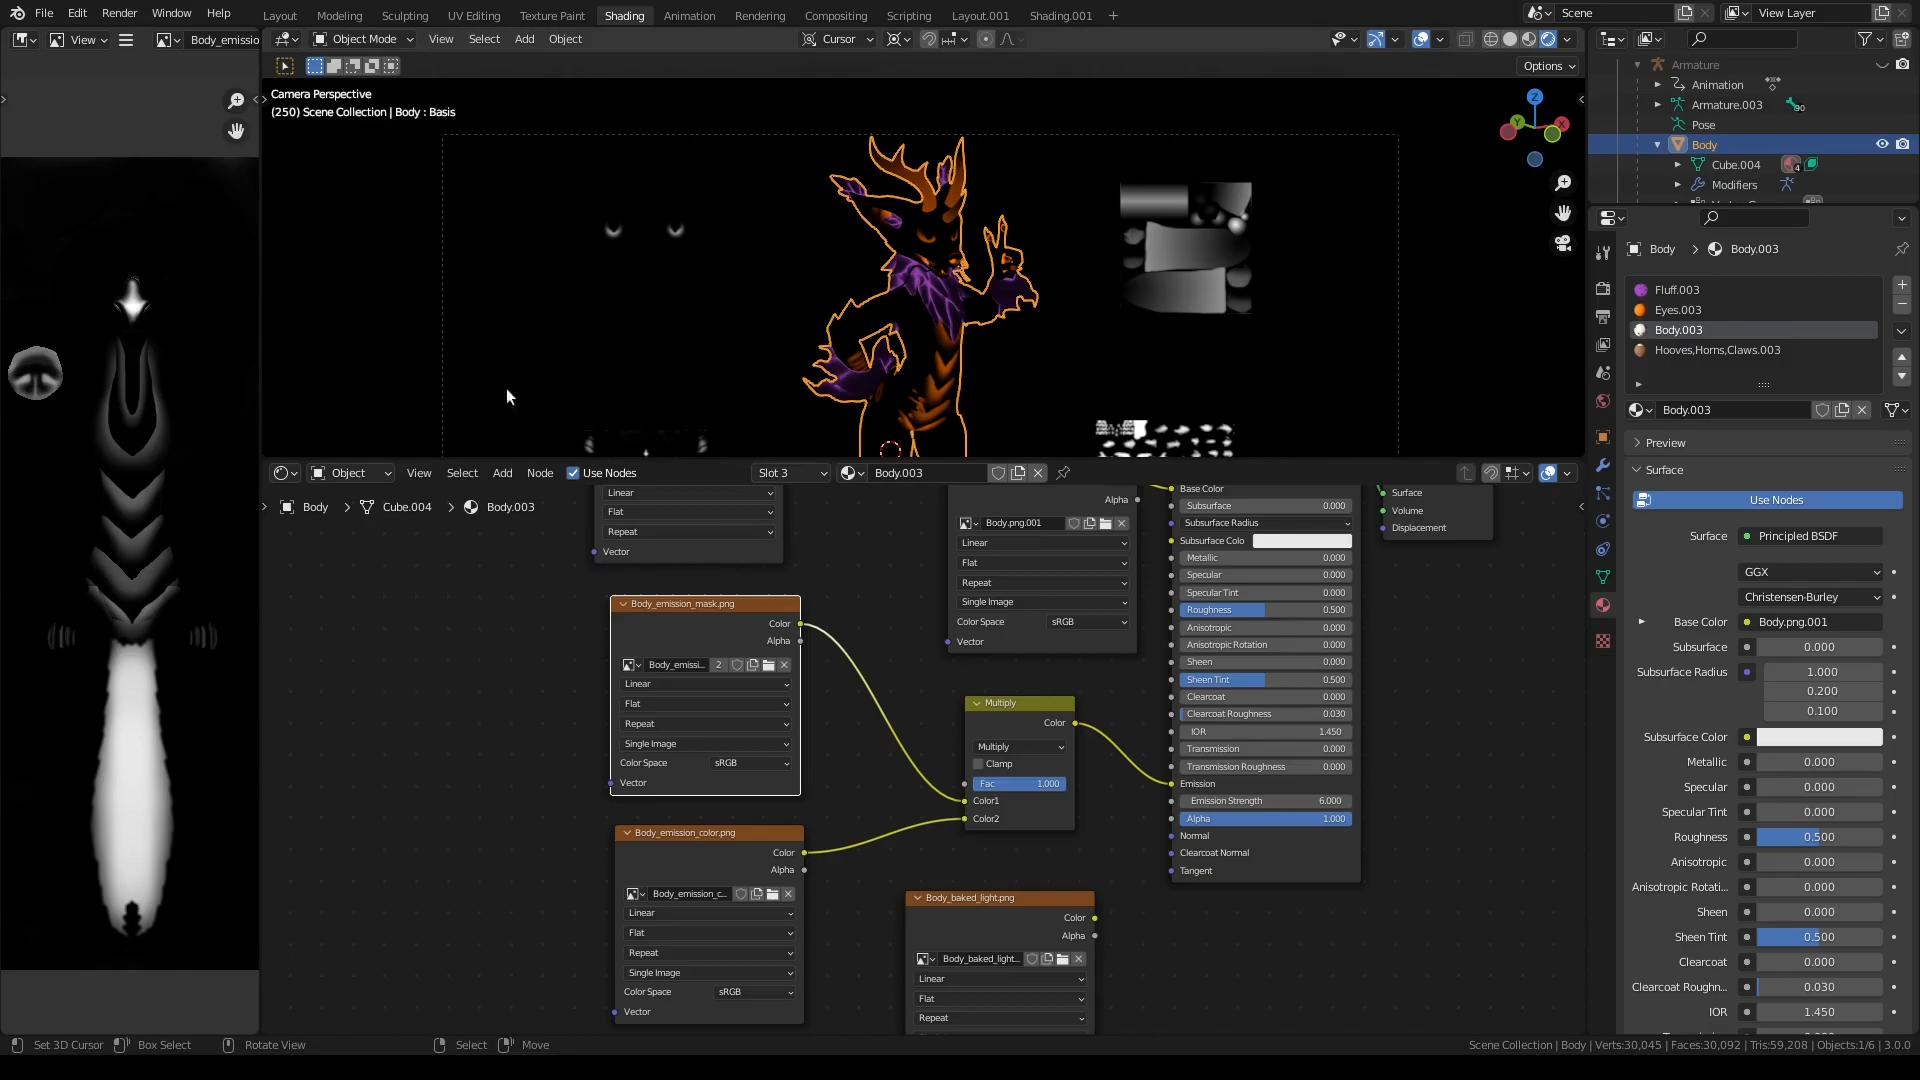 File Edit Render Window Help
Layout Modeling Sculpting UV Editing Texture Paint Shading Animation Rendering Compositing Scripting Layout.001 Shading.001
Scene
View Layer
View
Body_emissio
Object Mode View Select Add Object
Cursor
Options
Camera Perspective
(250) Scene Collection | Body : Basis
Z
Y
X
Armature
Animation
Armature.003
90
Pose
Body
Cube.004
4
Modifiers
Body > Body.003
Fluff.003
Eyes.003
Body.003
Hooves,Horns,Claws.003
Body.003
Preview
Surface
Use Nodes
Surface Principled BSDF
GGX
Christensen-Burley
Base Color Body.png.001
Subsurface 0.000
Subsurface Radius 1.000
0.200
0.100
Subsurface Color
Metallic 0.000
Specular 0.000
Specular Tint 0.000
Roughness 0.500
Anisotropic 0.000
Anisotropic Rotati... 0.000
Sheen 0.000
Sheen Tint 0.500
Clearcoat 0.000
Clearcoat Roughn... 0.030
IOR 1.450
Object View Select Add Node Use Nodes Slot 3 Body.003
Body > Cube.004 > Body.003
Linear
Flat
Repeat
Vector
Body_emission_mask.png
Color
Alpha
Body_emissi... 2
Linear
Flat
Repeat
Single Image
Color Space sRGB
Vector
Body_emission_color.png
Color
Alpha
Body_emission_c...
Linear
Flat
Repeat
Single Image
Color Space sRGB
Vector
Alpha
Body.png.001
Linear
Flat
Repeat
Single Image
Color Space sRGB
Vector
Multiply
Color
Multiply
Clamp
Fac 1.000
Color1
Color2
Body_baked_light.png
Color
Alpha
Body_baked_light...
Linear
Flat
Repeat
Base Color
Subsurface 0.000
Subsurface Radius
Subsurface Colo
Metallic 0.000
Specular 0.000
Specular Tint 0.000
Roughness 0.500
Anisotropic 0.000
Anisotropic Rotation 0.000
Sheen 0.000
Sheen Tint 0.500
Clearcoat 0.000
Clearcoat Roughness 0.030
IOR 1.450
Transmission 0.000
Transmission Roughness 0.000
Emission
Emission Strength 6.000
Alpha 1.000
Normal
Clearcoat Normal
Tangent
Surface
Volume
Displacement
Set 3D Cursor Box Select Rotate View Select Move
Scene Collection | Body | Verts:30,045 | Faces:30,092 | Tris:59,208 | Objects:1/6 | 3.0.0